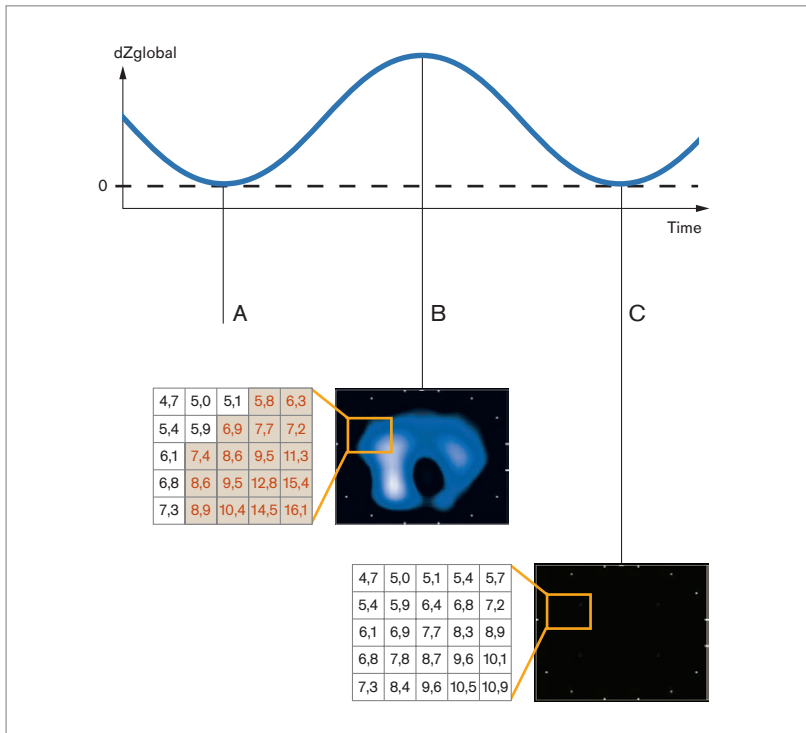 dZglobal
0
Time
A B C
4,7 5,0 5,1 5,8 6,3
5,4 5,9 6,9 7,7 7,2
6,1 7,4 8,6 9,5 11,3
6,8 8,6 9,5 12,8 15,4
7,3 8,9 10,4 14,5 16,1
4,7 5,0 5,1 5,4 5,7
5,4 5,9 6,4 6,8 7,2
6,1 6,9 7,7 8,3 8,9
6,8 7,8 8,7 9,6 10,1
7,3 8,4 9,6 10,5 10,9